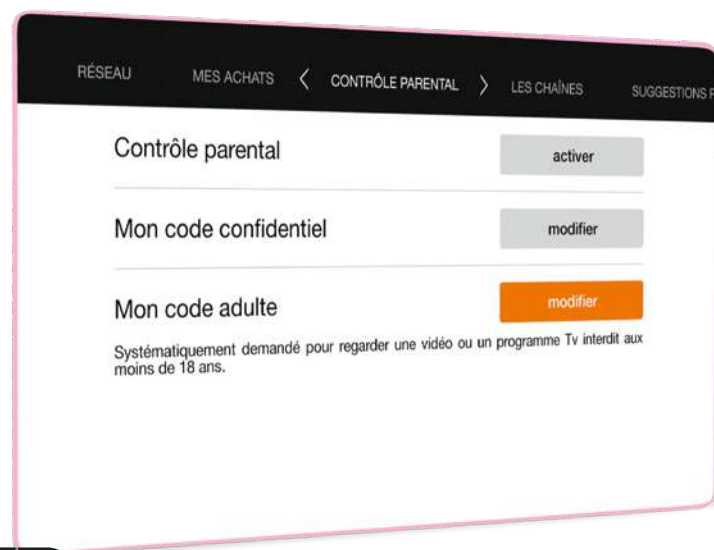 RÉSEAU MES ACHATS < CONTRÔLE PARENTAL > LES CHAÎNES SUGGESTIONS
Contrôle parental activer
Mon code confidentiel modifier
Mon code adulte modifier
Systématiquement demandé pour regarder une vidéo ou un programme Tv interdit aux
moins de 18 ans.